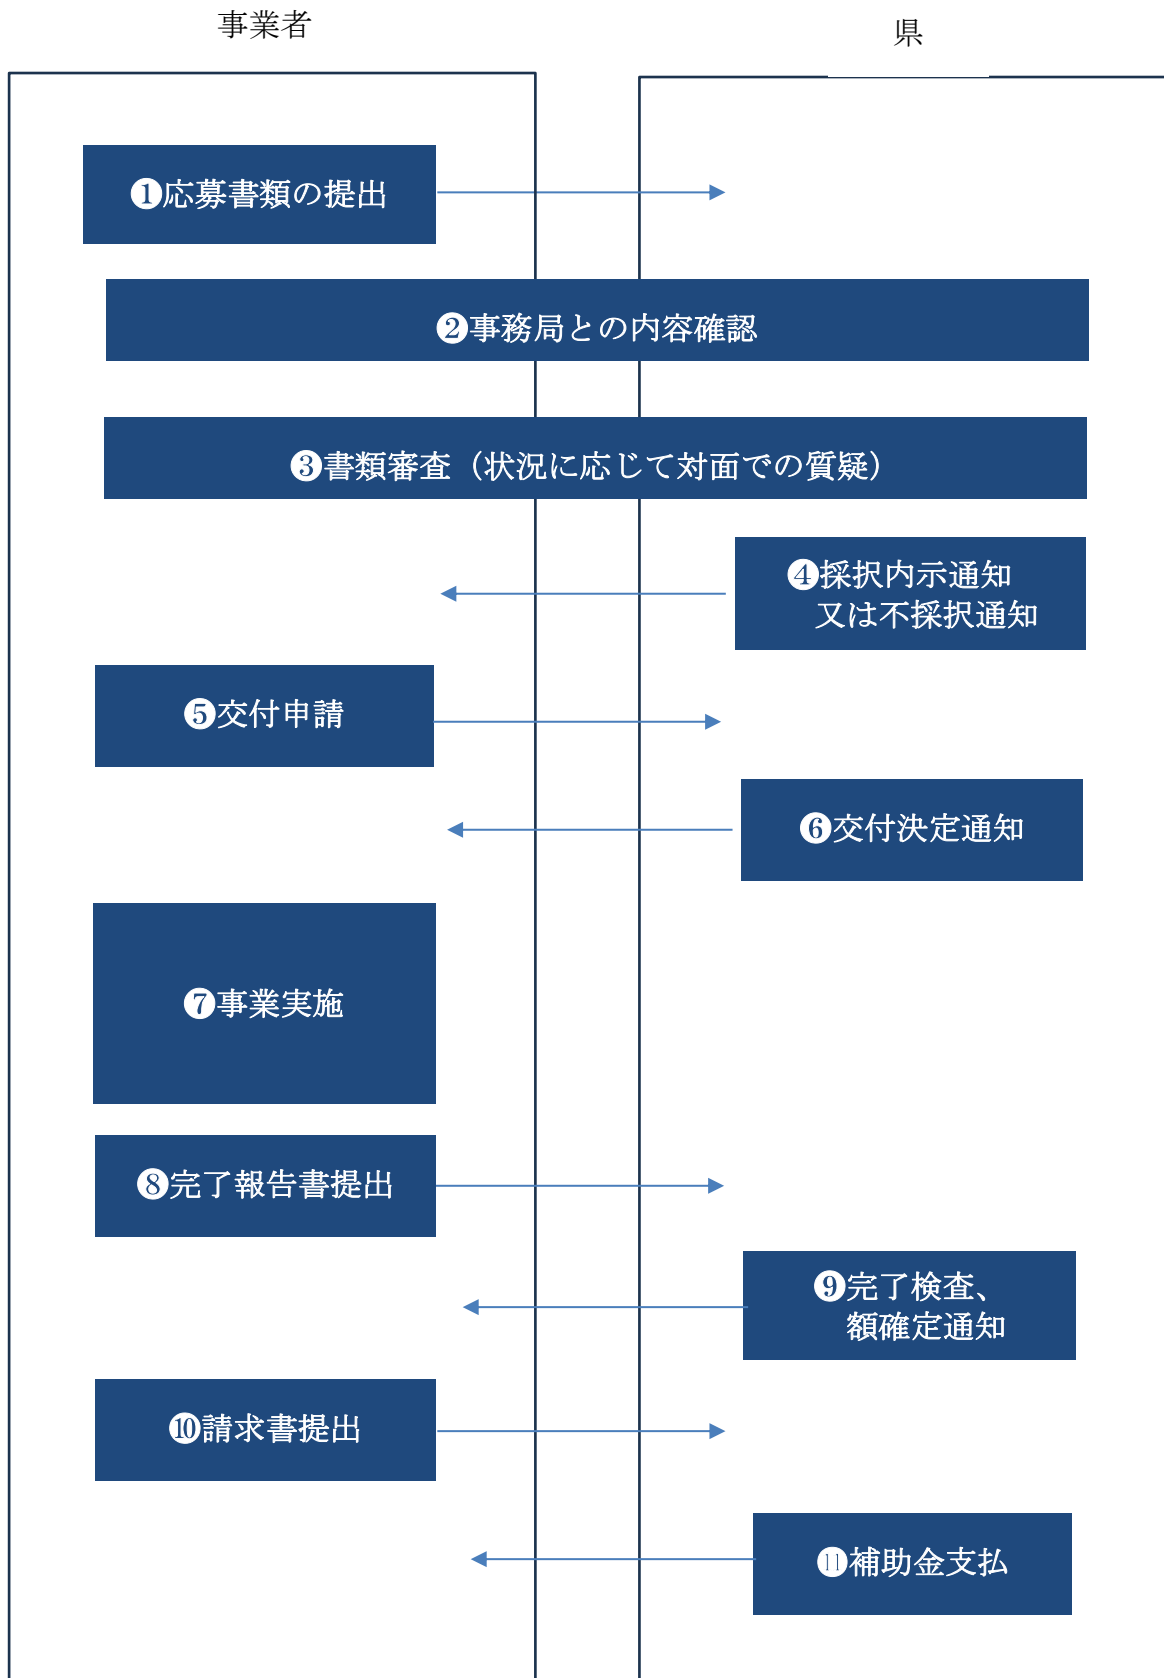 事業者
県
❶応募書類の提出
❷事務局との内容確認
❸書類審査（状況に応じて対面での質疑）
❹採択内示通知
又は不採択通知
❺交付申請
❻交付決定通知
❼事業実施
❽完了報告書提出
❾完了検査、
額確定通知
❿請求書提出
⓫補助金支払